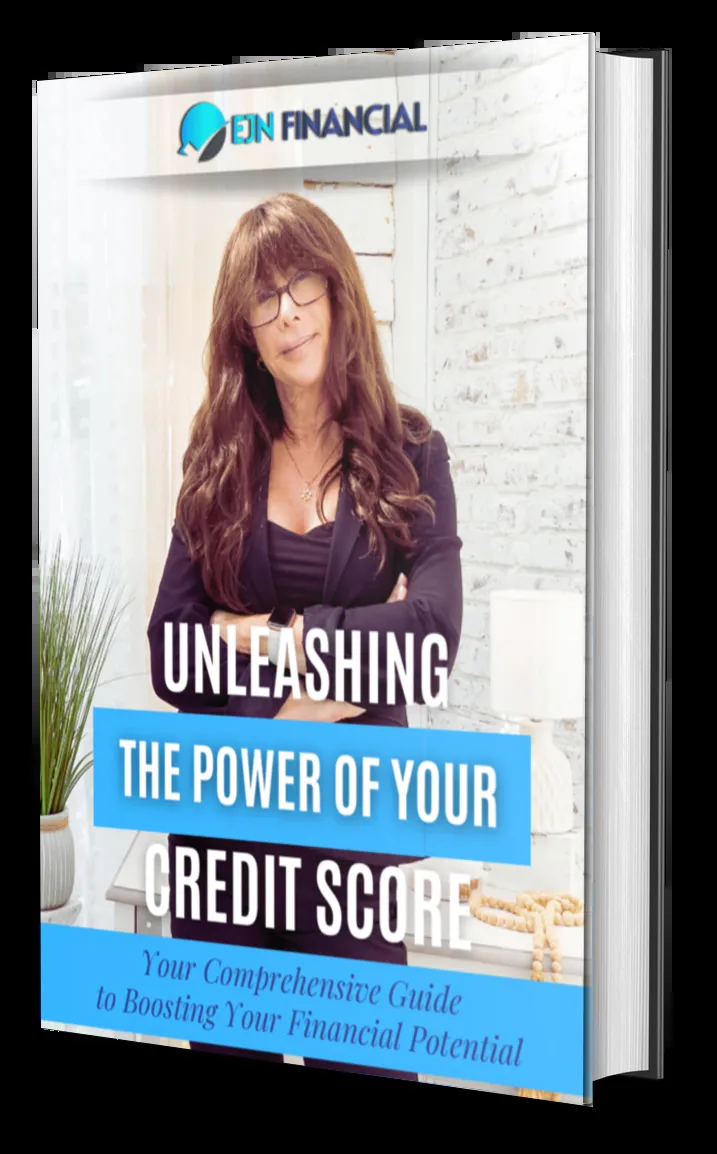 EJN FINANCIAL
UNLEASHING
THE POWER OF YOUR
CREDIT SCORE
Your Comprehensive Guide
to Boosting Your Financial Potential